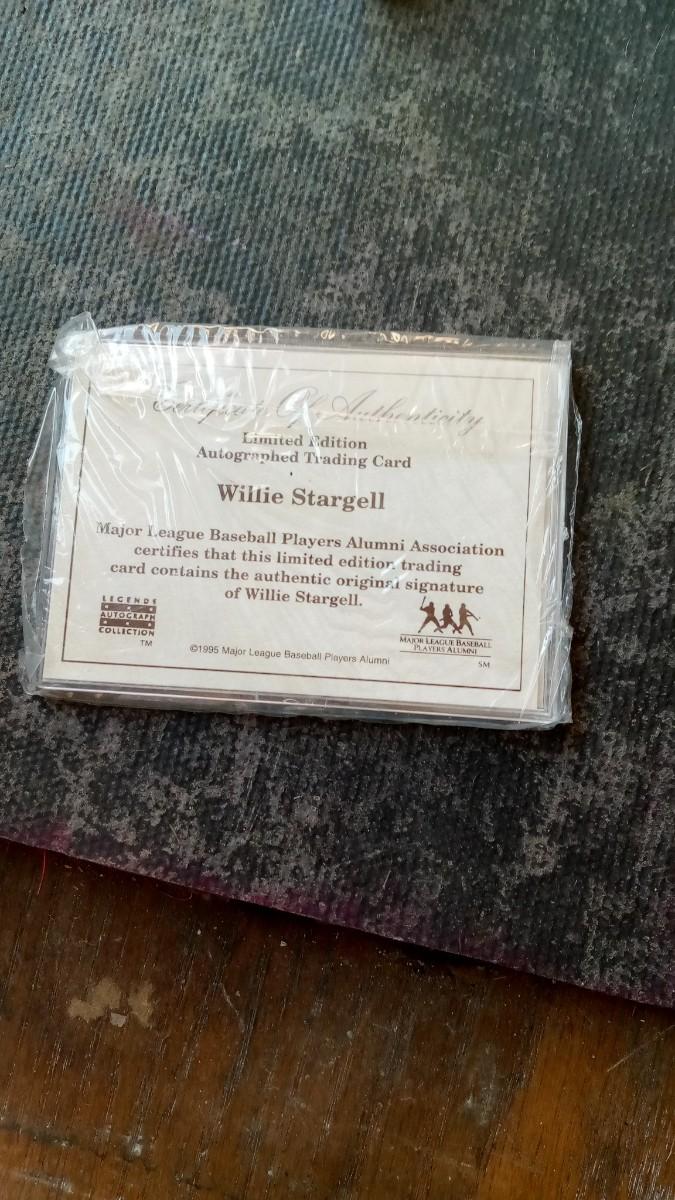 Certificate Of Authenticity
Limited Edition
Autographed Trading Card
Willie Stargell
Major League Baseball Players Alumni Association
certifies that this limited edition trading
card contains the authentic original signature
of Willie Stargell.
LEGENDS
AUTOGRAPH
COLLECTION
TM
©1995 Major League Baseball Players Alumni
MAJOR LEAGUE BASEBALL
PLAYERS ALUMNI
SM